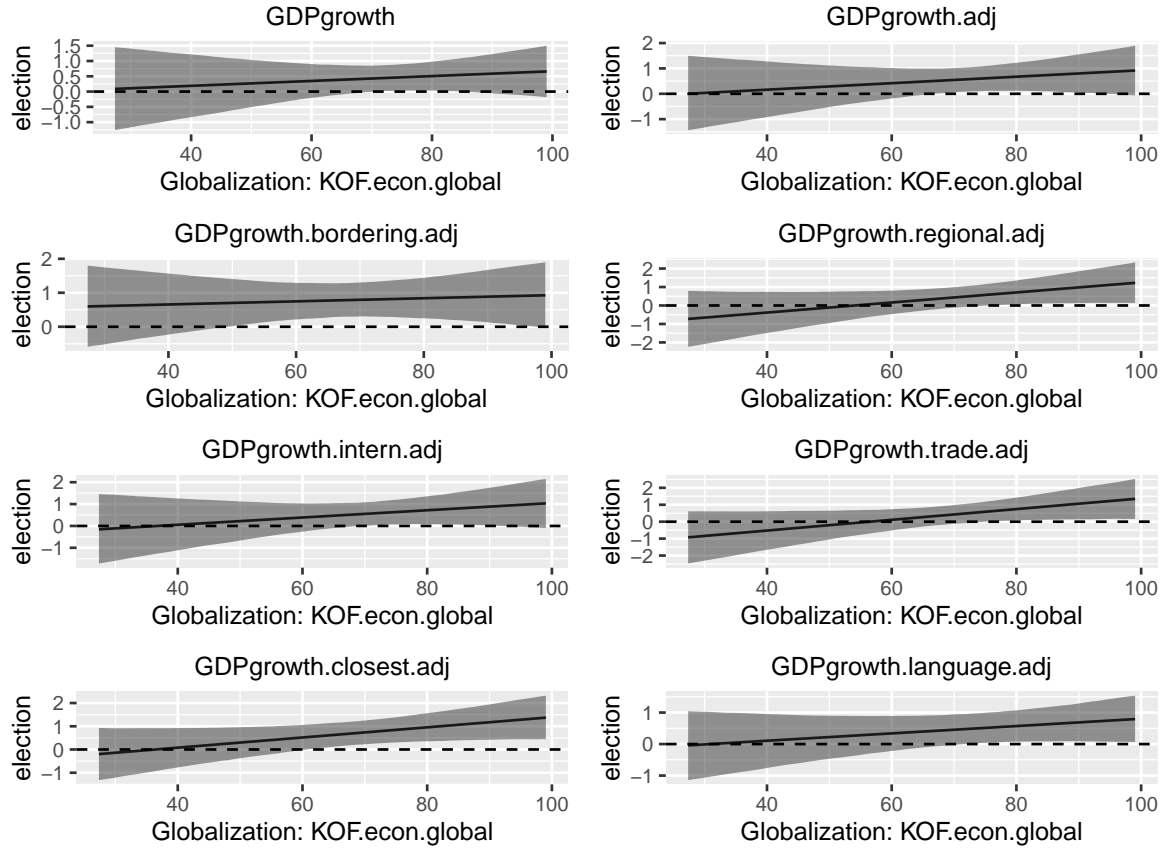 GDPgrowth
election
1.5
1.0
0.5
0.0
−0.5
−1.0
40 60 80 100
Globalization: KOF.econ.global
GDPgrowth.adj
election
2
1
0
−1
40 60 80 100
Globalization: KOF.econ.global
GDPgrowth.bordering.adj
election
2
1
0
40 60 80 100
Globalization: KOF.econ.global
GDPgrowth.regional.adj
election
2
1
0
−1
−2
40 60 80 100
Globalization: KOF.econ.global
GDPgrowth.intern.adj
election
2
1
0
−1
40 60 80 100
Globalization: KOF.econ.global
GDPgrowth.trade.adj
election
2
1
0
−1
−2
40 60 80 100
Globalization: KOF.econ.global
GDPgrowth.closest.adj
election
2
1
0
−1
40 60 80 100
Globalization: KOF.econ.global
GDPgrowth.language.adj
election
1
0
−1
40 60 80 100
Globalization: KOF.econ.global